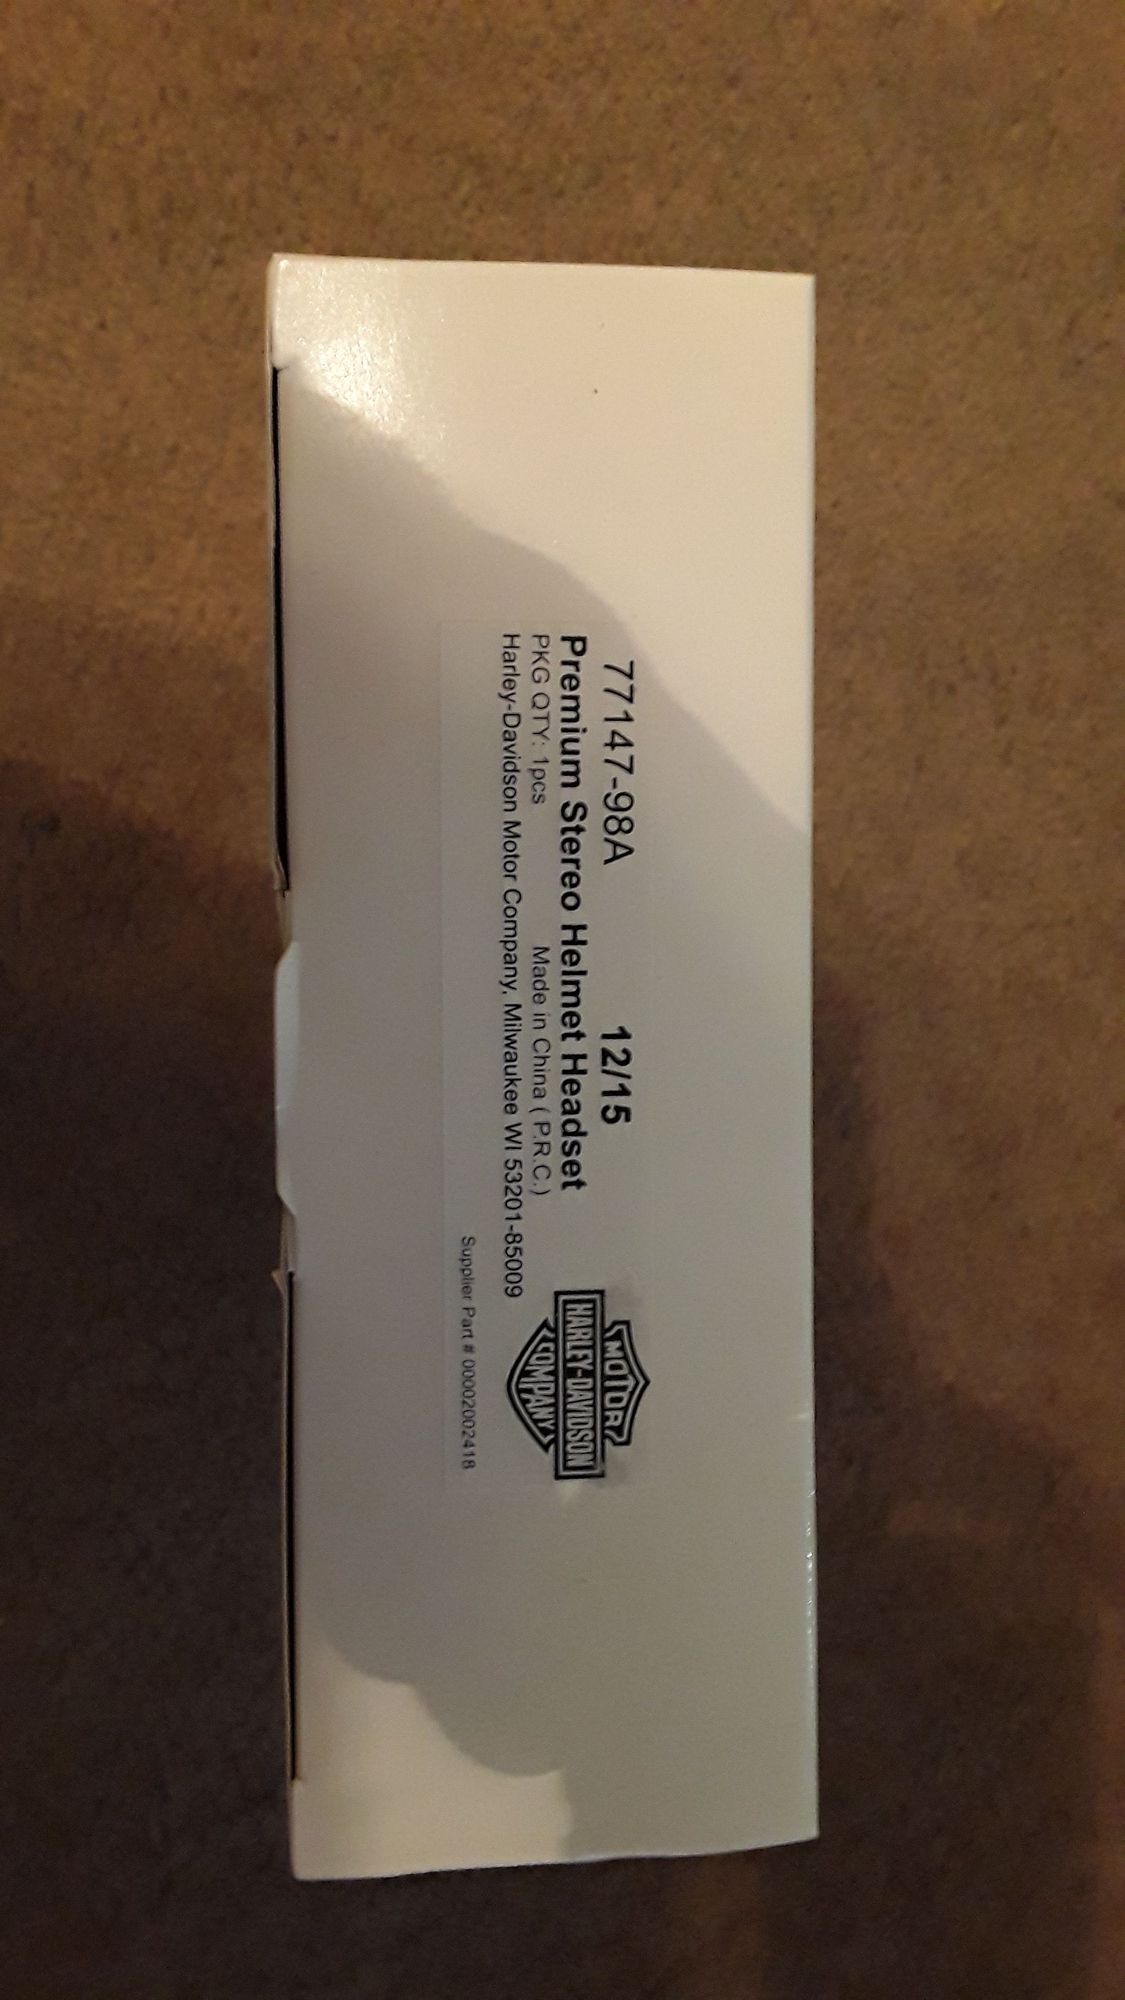 77147-98A 12/15
Premium Stereo Helmet Headset
PKG QTY: 1pcs Made in China ( P.R.C.)
Harley-Davidson Motor Company, Milwaukee WI 53201-85009
MOTOR
HARLEY-DAVIDSON
COMPANY
Supplier Part # 00002002418